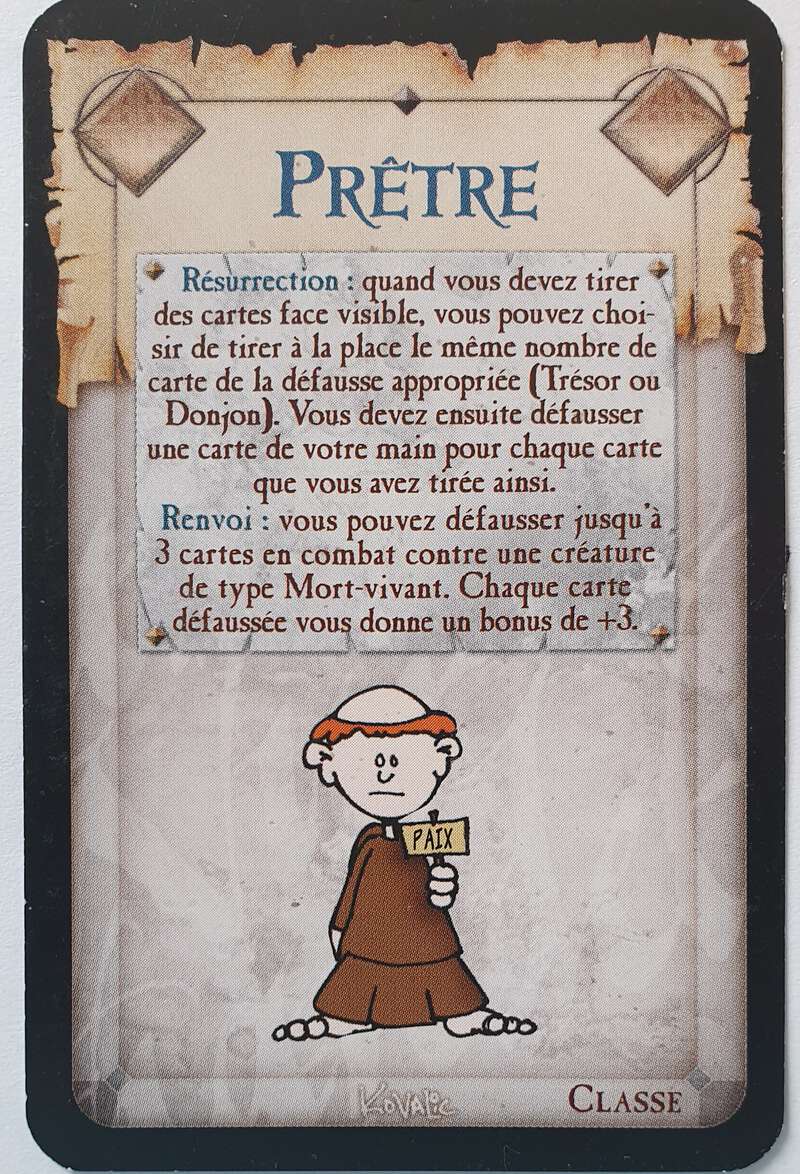 PRÊTRE
Résurrection : quand vous devez tirer
des cartes face visible, vous pouvez choi-
sir de tirer à la place le même nombre de
carte de la défausse appropriée (Trésor ou
Donjon). Vous devez ensuite défausser
une carte de votre main pour chaque carte
que vous avez tirée ainsi.
Renvoi : vous pouvez défausser jusqu'à
3 cartes en combat contre une créature
de type Mort-vivant. Chaque carte
défaussée vous donne un bonus de +3.
PAIX
KOVALIC
CLASSE